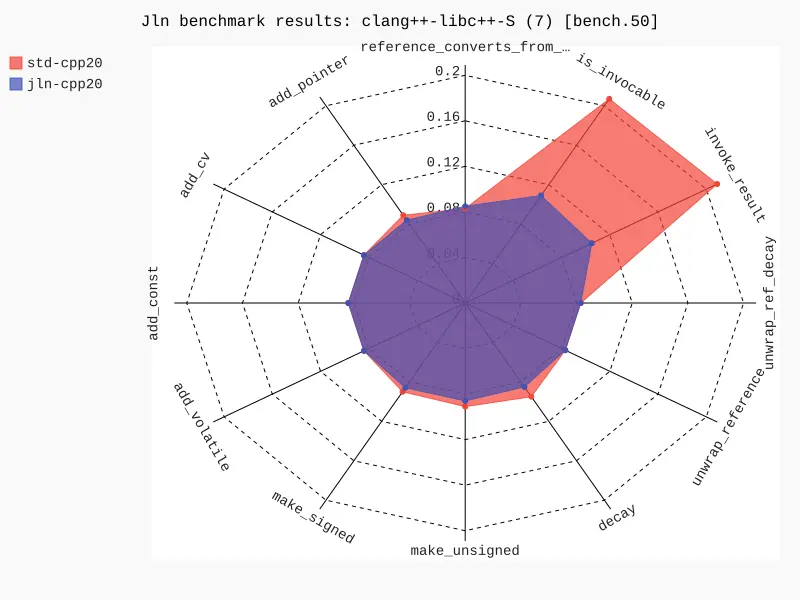 Jln benchmark results: clang++-libc++-S (7) [bench.50]
std-cpp20
jln-cpp20
reference_converts_from_…
is_invocable
invoke_result
unwrap_ref_decay
unwrap_reference
decay
make_unsigned
make_signed
add_volatile
add_const
add_cv
add_pointer
0.2
0.16
0.12
0.08
0.04
0